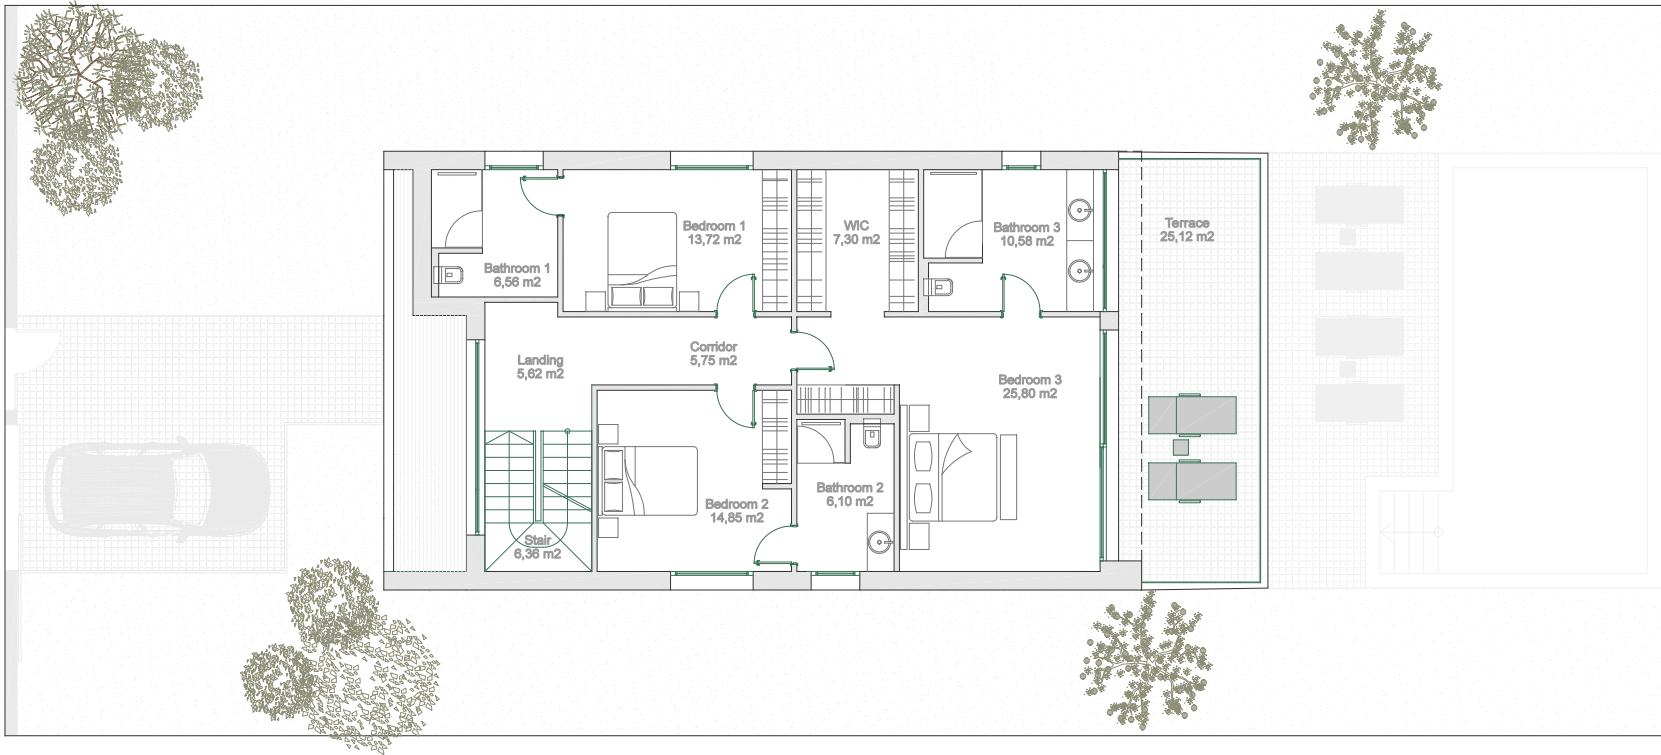 Bedroom 1
13,72 m2
WIC
7,30 m2
Bathroom 3
10,58 m2
Terrace
25,12 m2
Bathroom 1
6,56 m2
Landing
5,62 m2
Corridor
5,75 m2
Bedroom 3
25,80 m2
Bedroom 2
14,85 m2
Bathroom 2
6,10 m2
Stair
6,36 m2